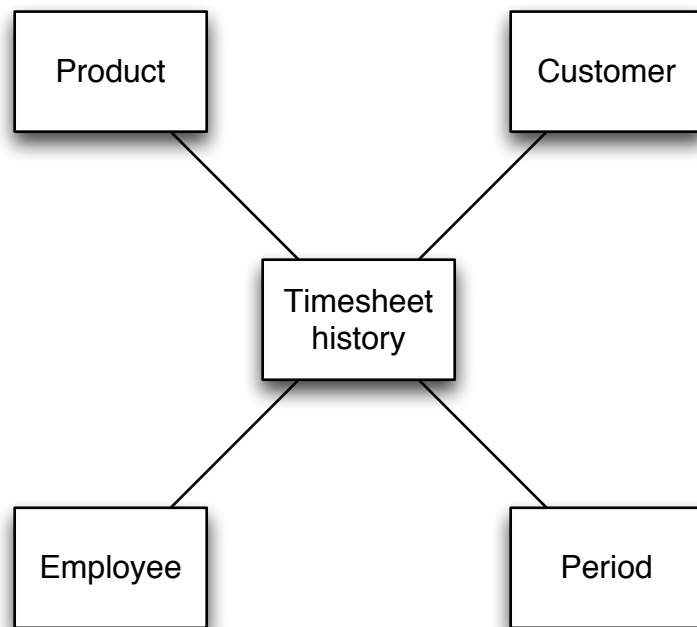 Product
Customer
Timesheet
history
Employee
Period